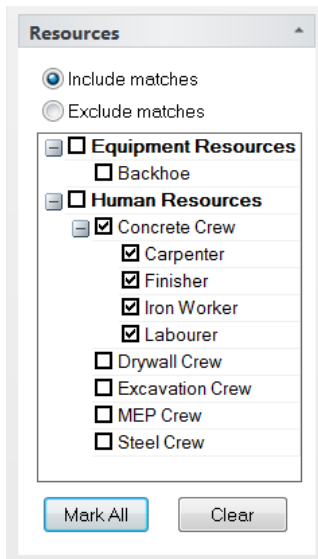 Resources
Include matches
Exclude matches
Equipment Resources
Backhoe
Human Resources
Concrete Crew
Carpenter
Finisher
Iron Worker
Labourer
Drywall Crew
Excavation Crew
MEP Crew
Steel Crew
Mark All Clear